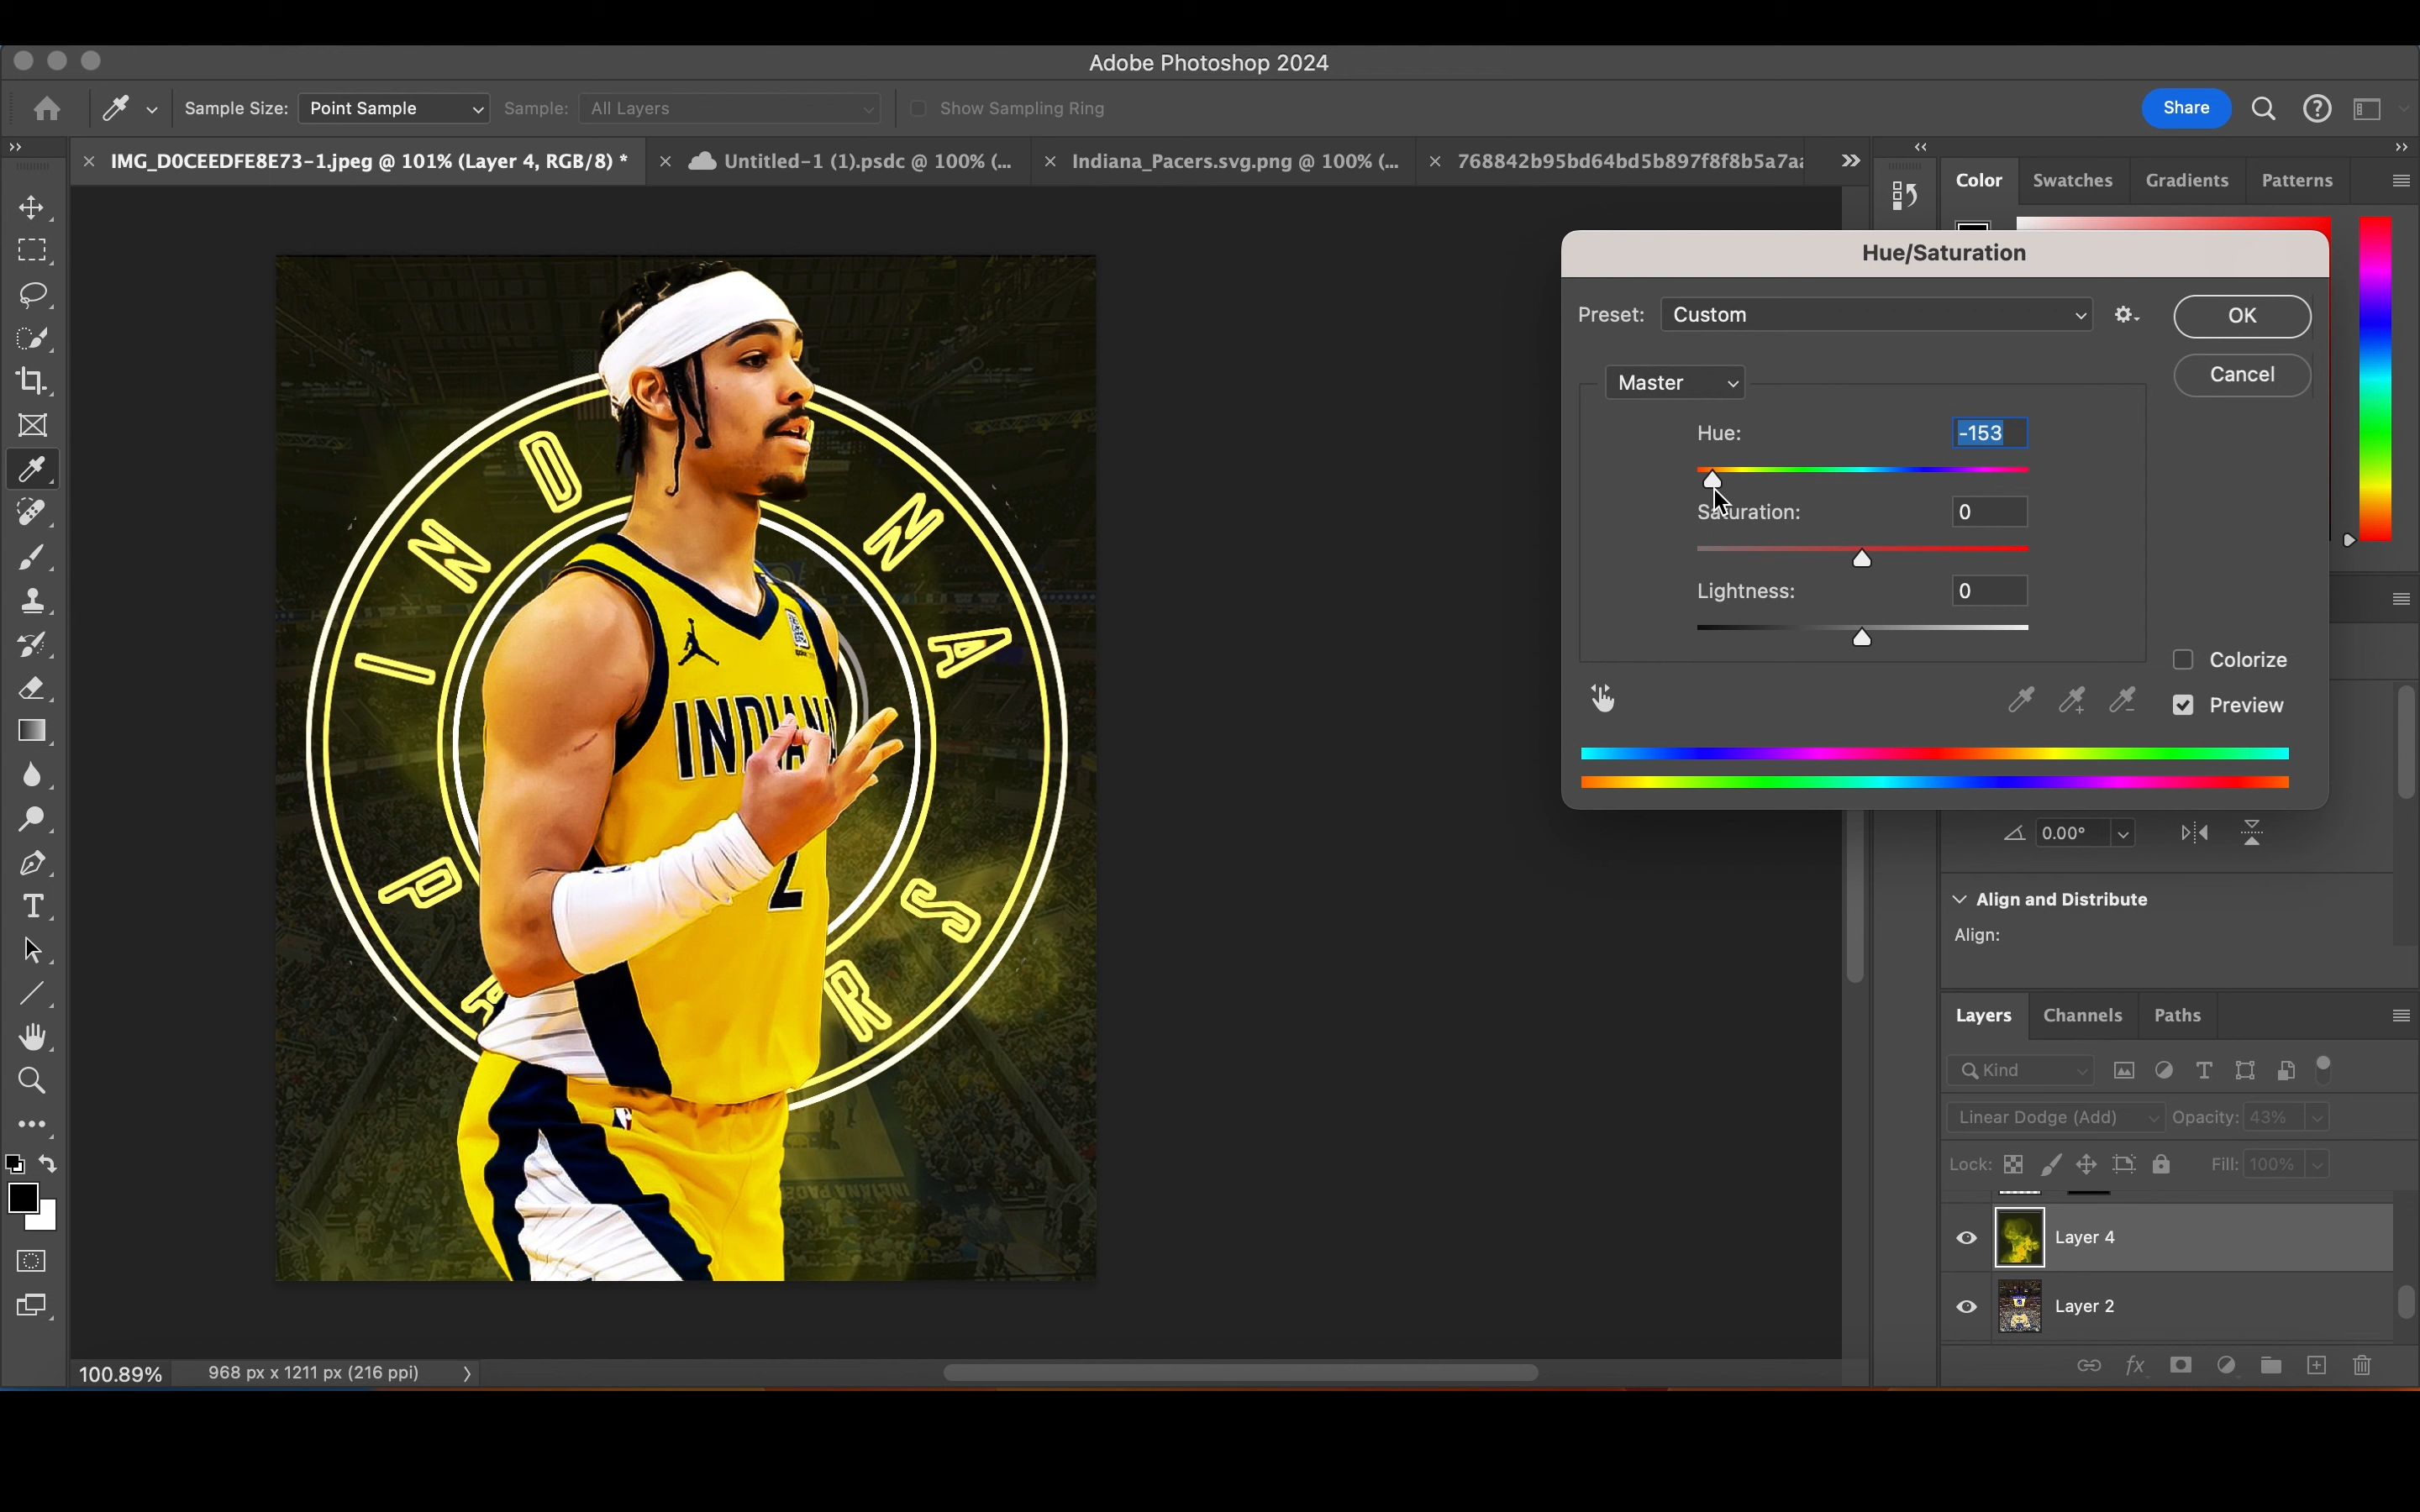 Adobe Photoshop 2024
Sample Size: Point Sample Sample: All Layers Show Sampling Ring Share
IMG_D0CEEDFE8E73-1.jpeg @ 101% (Layer 4, RGB/8) * Untitled-1 (1).psdc @ 100% (... Indiana_Pacers.svg.png @ 100% (... 768842b95bd64bd5b897f8f8b5a7a
Color Swatches Gradients Patterns
Hue/Saturation
Preset: Custom OK
Cancel
Master
Hue: -153
Saturation: 0
Lightness: 0
Colorize
Preview
0.00°
Align and Distribute
Align:
Layers Channels Paths
Kind
Linear Dodge (Add) Opacity: 43%
Lock: Fill: 100%
Layer 4
Layer 2
IND NA
P RS
INDIANA
2
100.89% 968 px x 1211 px (216 ppi)